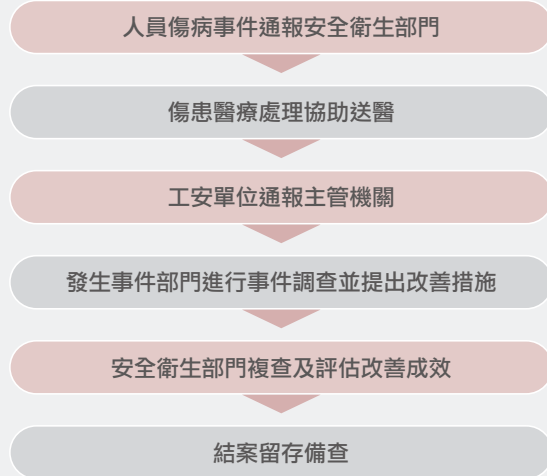 人員傷病事件通報安全衛生部門
傷患醫療處理協助送醫
工安單位通報主管機關
發生事件部門進行事件調查並提出改善措施
安全衛生部門複查及評估改善成效
結案留存備查